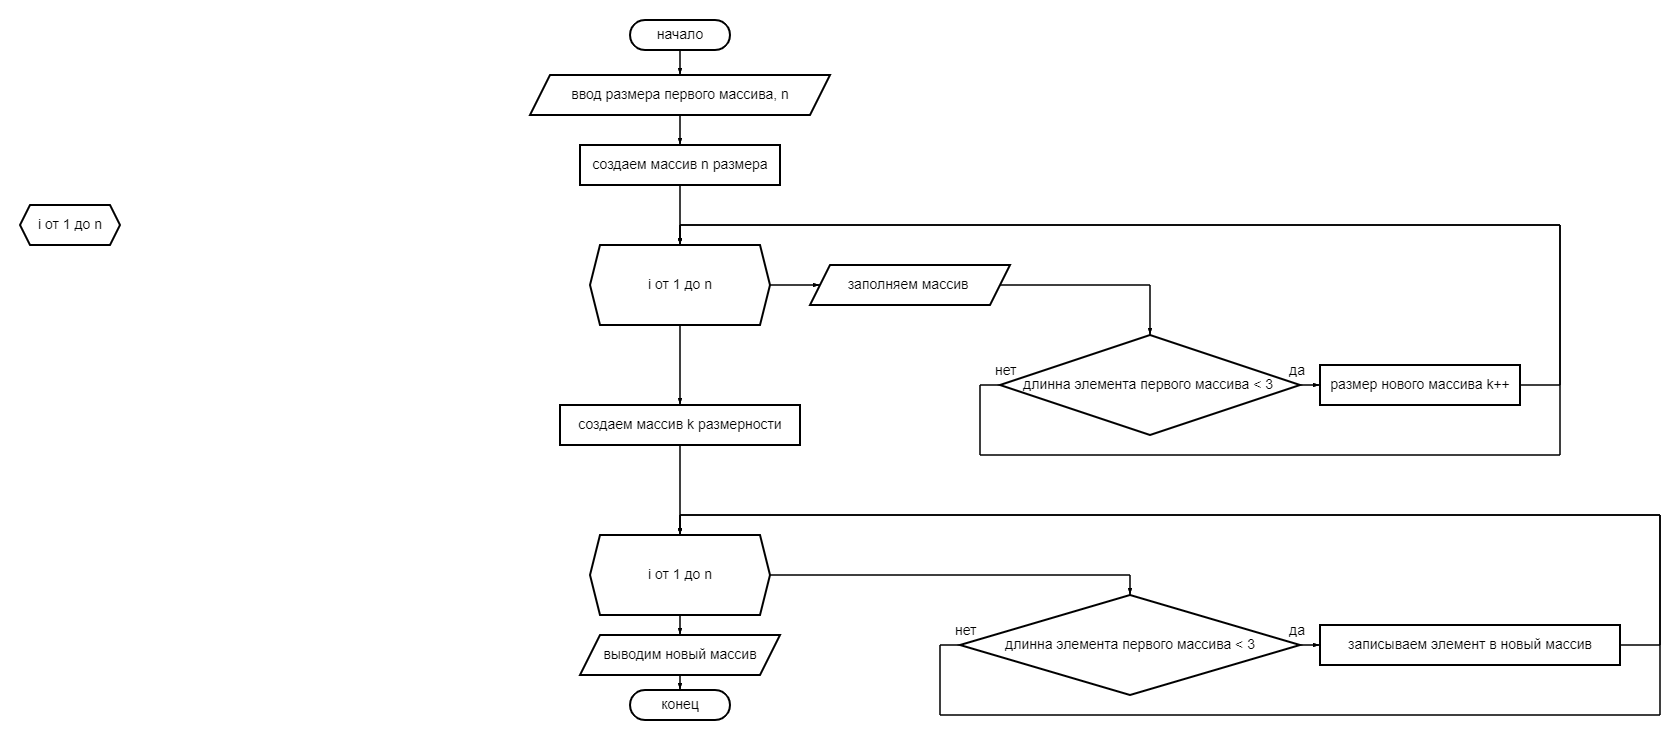 начало
ввод размера первого массива, n
создаем массив n размера
i от 1 до n
i от 1 до n
заполняем массив
нет
длинна элемента первого массива < 3
да
размер нового массива k++
создаем массив k размерности
i от 1 до n
нет
длинна элемента первого массива < 3
да
записываем элемент в новый массив
выводим новый массив
конец